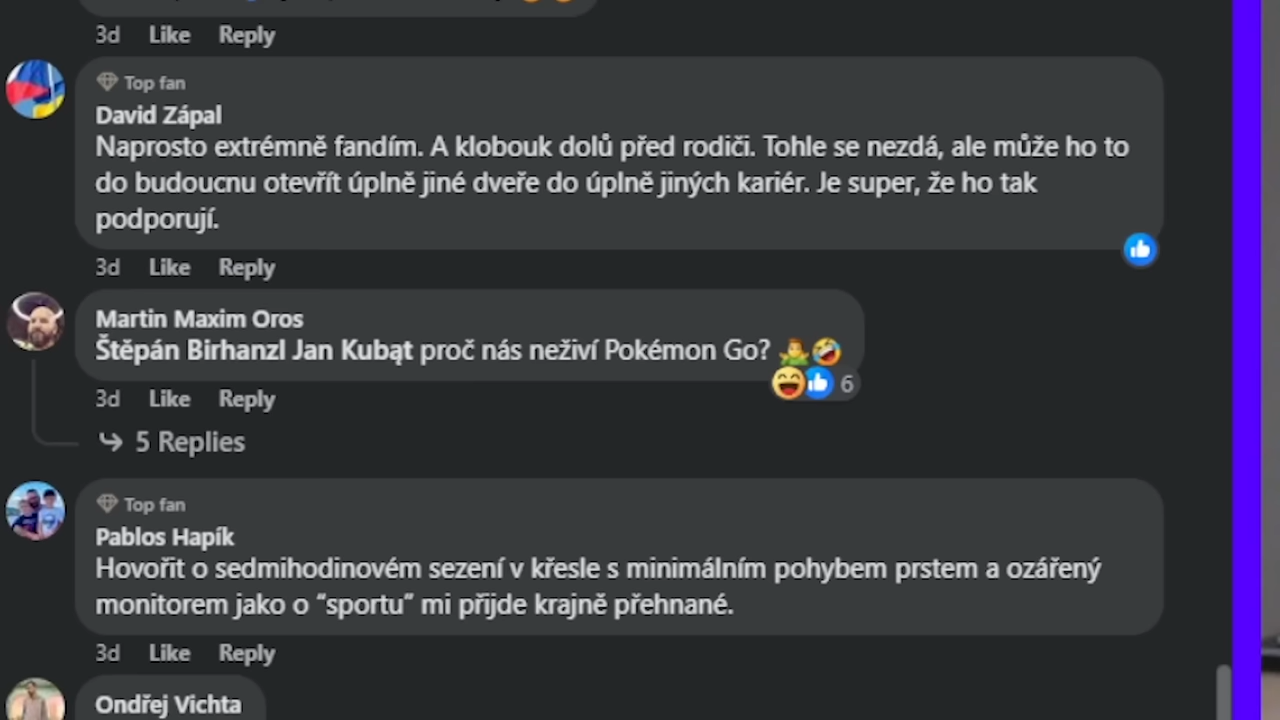 3d Like Reply
Top fan
David Zápal
Naprosto extrémně fandím. A klobouk dolů před rodiči. Tohle se nezdá, ale může ho to
do budoucnu otevřít úplně jiné dveře do úplně jiných kariér. Je super, že ho tak
podporují.
3d Like Reply
Martin Maxim Oros
Štěpán Birhanzl Jan Kubąt proč nás neživí Pokémon Go?
6
3d Like Reply
5 Replies
Top fan
Pablos Hapík
Hovořit o sedmihodinovém sezení v křesle s minimálním pohybem prstem a ozářený
monitorem jako o “sportu” mi přijde krajně přehnané.
3d Like Reply
Ondřej Vichta